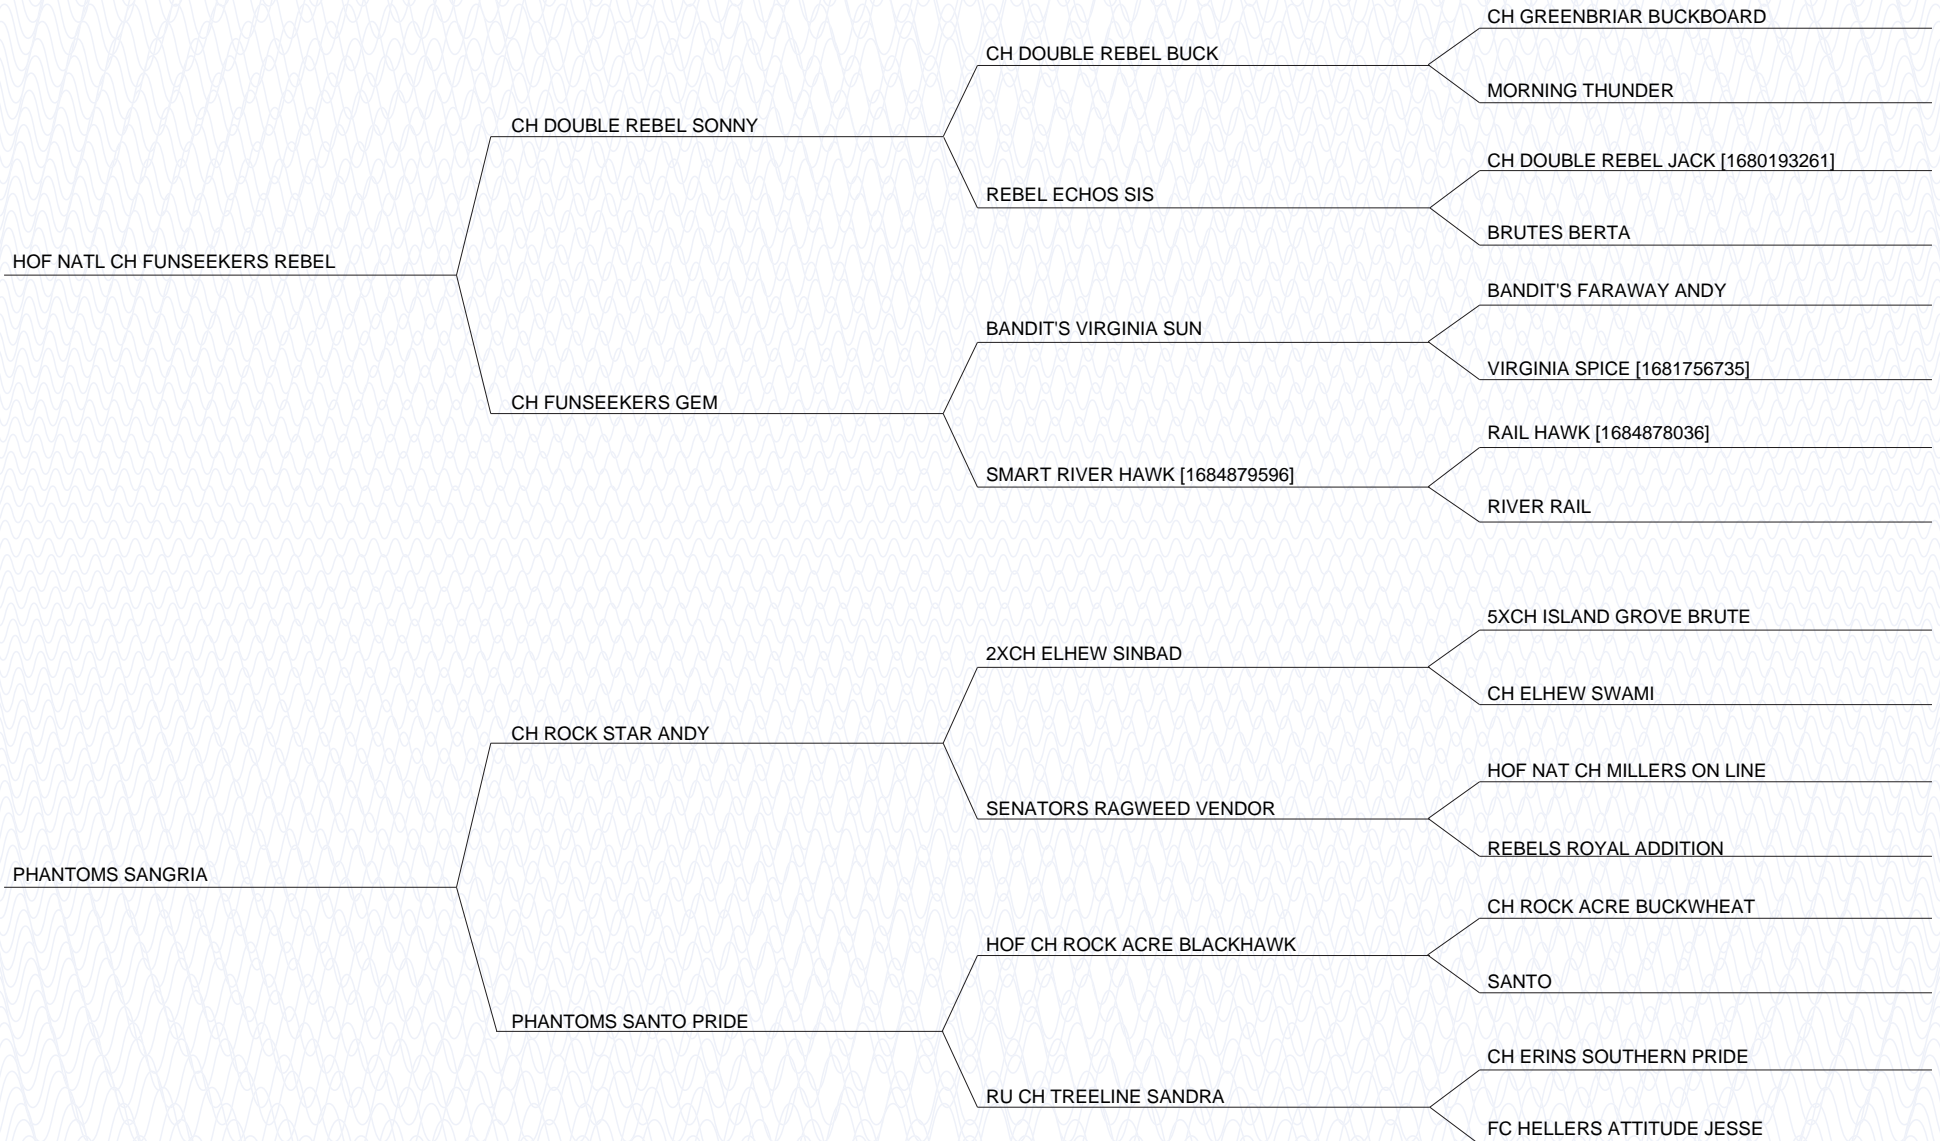 CH GREENBRIAR BUCKBOARD
CH DOUBLE REBEL BUCK
MORNING THUNDER
CH DOUBLE REBEL SONNY
CH DOUBLE REBEL JACK [1680193261]
REBEL ECHOS SIS
BRUTES BERTA
HOF NATL CH FUNSEEKERS REBEL
BANDIT'S FARAWAY ANDY
BANDIT'S VIRGINIA SUN
VIRGINIA SPICE [1681756735]
CH FUNSEEKERS GEM
RAIL HAWK [1684878036]
SMART RIVER HAWK [1684879596]
RIVER RAIL
5XCH ISLAND GROVE BRUTE
2XCH ELHEW SINBAD
CH ELHEW SWAMI
CH ROCK STAR ANDY
HOF NAT CH MILLERS ON LINE
SENATORS RAGWEED VENDOR
REBELS ROYAL ADDITION
PHANTOMS SANGRIA
CH ROCK ACRE BUCKWHEAT
HOF CH ROCK ACRE BLACKHAWK
SANTO
PHANTOMS SANTO PRIDE
CH ERINS SOUTHERN PRIDE
RU CH TREELINE SANDRA
FC HELLERS ATTITUDE JESSE